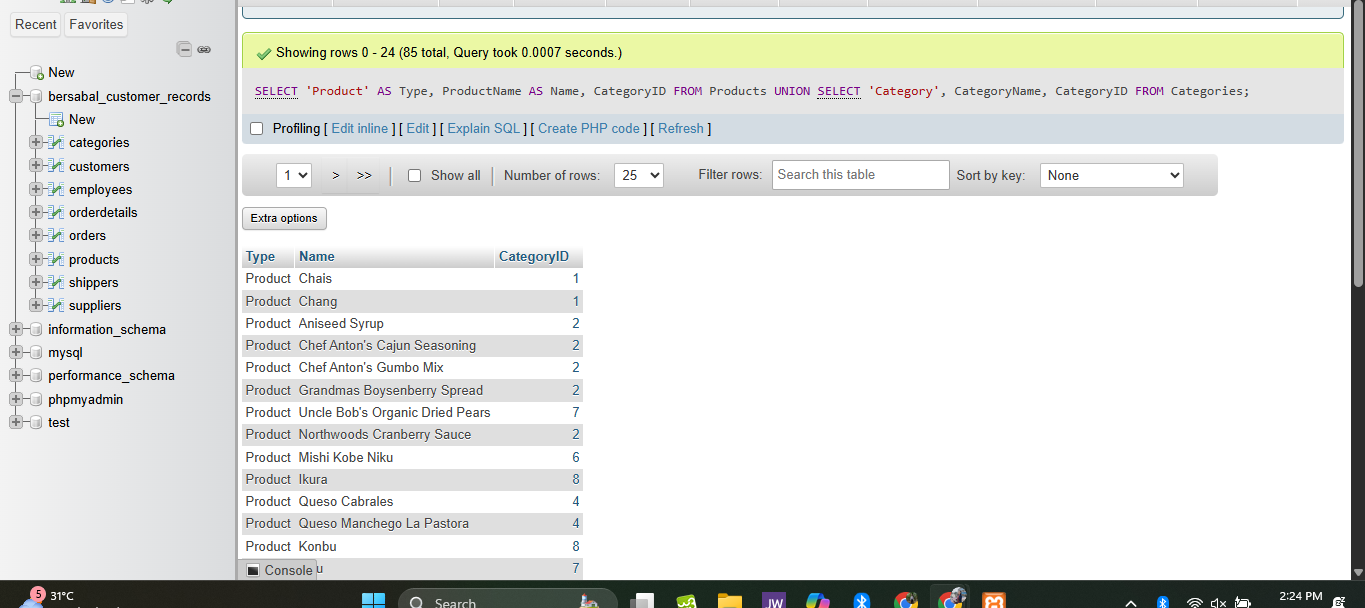 Recent Favorites
New
bersabal_customer_records
New
categories
customers
employees
orderdetails
orders
products
shippers
suppliers
information_schema
mysql
performance_schema
phpmyadmin
test
Showing rows 0 - 24 (85 total, Query took 0.0007 seconds.)
SELECT 'Product' AS Type, ProductName AS Name, CategoryID FROM Products UNION SELECT 'Category', CategoryName, CategoryID FROM Categories;
Profiling [ Edit inline ] [ Edit ] [ Explain SQL ] [ Create PHP code ] [ Refresh ]
1 > >> Show all Number of rows: 25 Filter rows: Search this table Sort by key: None
Extra options
Type Name CategoryID
Product Chais 1
Product Chang 1
Product Aniseed Syrup 2
Product Chef Anton's Cajun Seasoning 2
Product Chef Anton's Gumbo Mix 2
Product Grandmas Boysenberry Spread 2
Product Uncle Bob's Organic Dried Pears 7
Product Northwoods Cranberry Sauce 2
Product Mishi Kobe Niku 6
Product Ikura 8
Product Queso Cabrales 4
Product Queso Manchego La Pastora 4
Product Konbu 8
Console u 7
5 31°C
Search
JW
2:24 PM